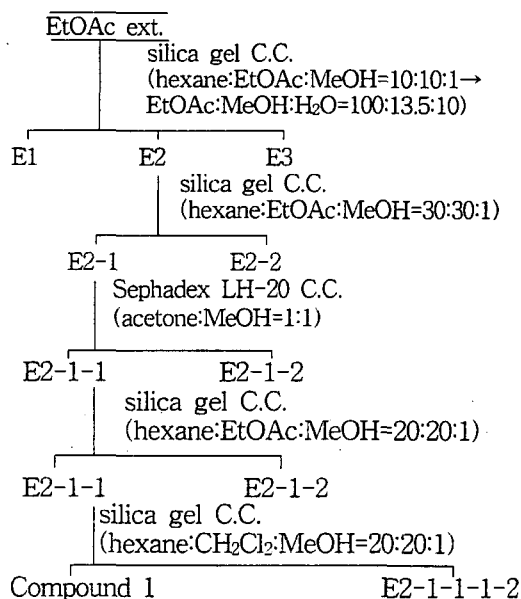 EtOAc ext.
silica gel C.C.
(hexane:EtOAc:MeOH=10:10:1→
EtOAc:MeOH:H₂O=100:13.5:10)
E1 E2 E3
silica gel C.C.
(hexane:EtOAc:MeOH=30:30:1)
E2-1 E2-2
Sephadex LH-20 C.C.
(acetone:MeOH=1:1)
E2-1-1 E2-1-2
silica gel C.C.
(hexane:EtOAc:MeOH=20:20:1)
E2-1-1 E2-1-2
silica gel C.C.
(hexane:CH₂Cl₂:MeOH=20:20:1)
Compound 1 E2-1-1-1-2